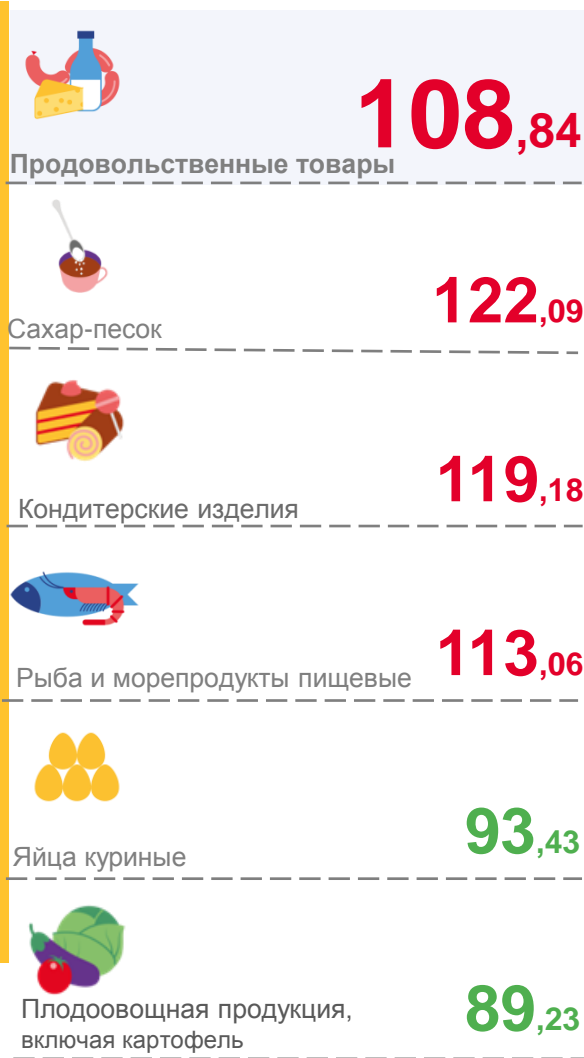 108,84
Продовольственные товары
122,09
Сахар-песок
119,18
Кондитерские изделия
113,06
Рыба и морепродукты пищевые
93,43
Яйца куриные
89,23
Плодоовощная продукция,
включая картофель